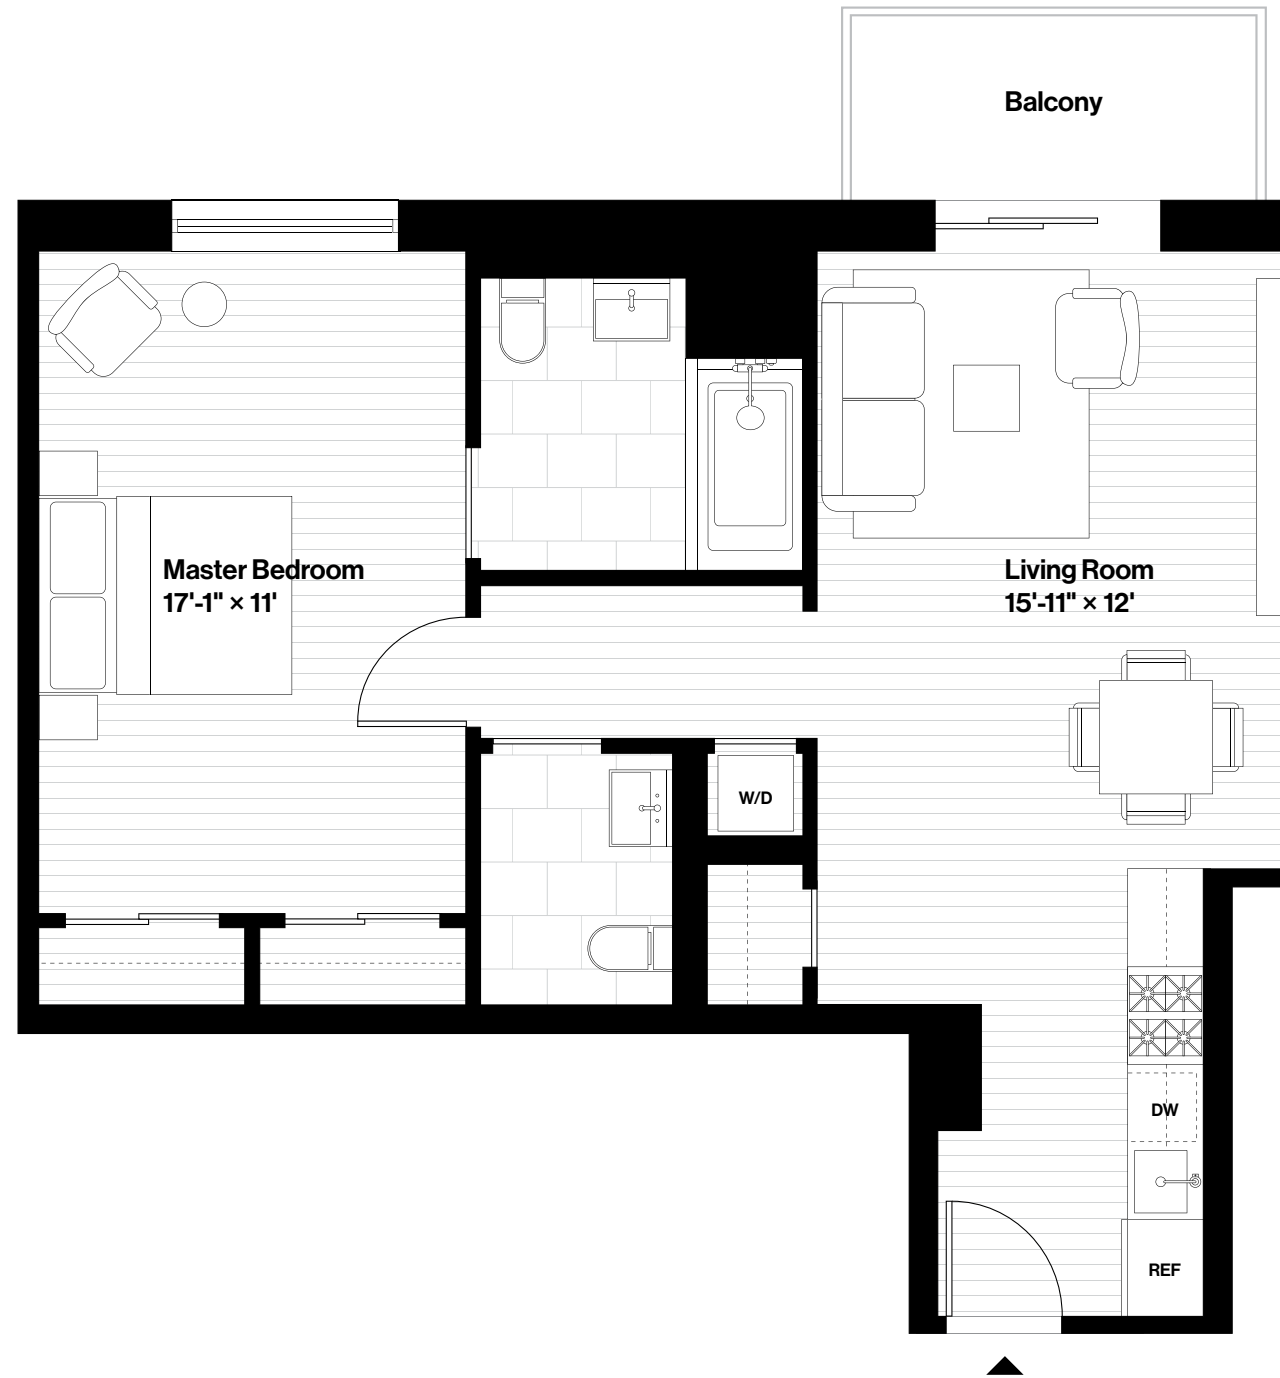 Balcony
Master Bedroom
17'-1" × 11'
Living Room
15'-11" × 12'
W/D
DW
REF